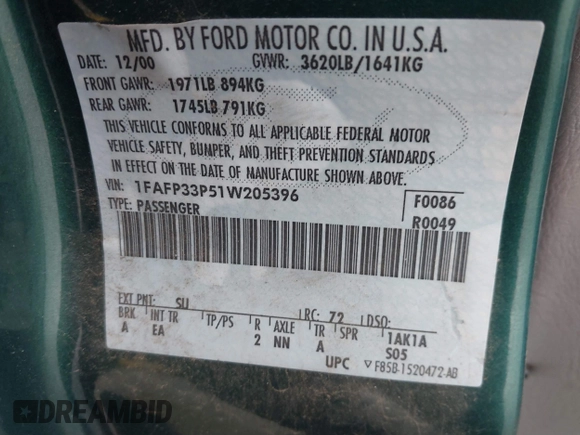 MFD. BY FORD MOTOR CO. IN U.S.A.
DATE: 12/00 GVWR: 3620LB/1641KG
FRONT GAWR: 1971LB 894KG
REAR GAWR: 1745LB 791KG
THIS VEHICLE CONFORMS TO ALL APPLICABLE FEDERAL MOTOR
VEHICLE SAFETY, BUMPER, AND THEFT PREVENTION STANDARDS
IN EFFECT ON THE DATE OF MANUFACTURE SHOWN ABOVE.
VIN: 1FAFP33P51W205396 F0086
TYPE: PASSENGER R0049
EXT PNT: SU RC: 72 DSO:
BRK INT TR TP/PS R AXLE TR SPR 1AK1A
A EA 2 NN A S05
UPC ▽ F85B-1520472-AB
DREAMBID